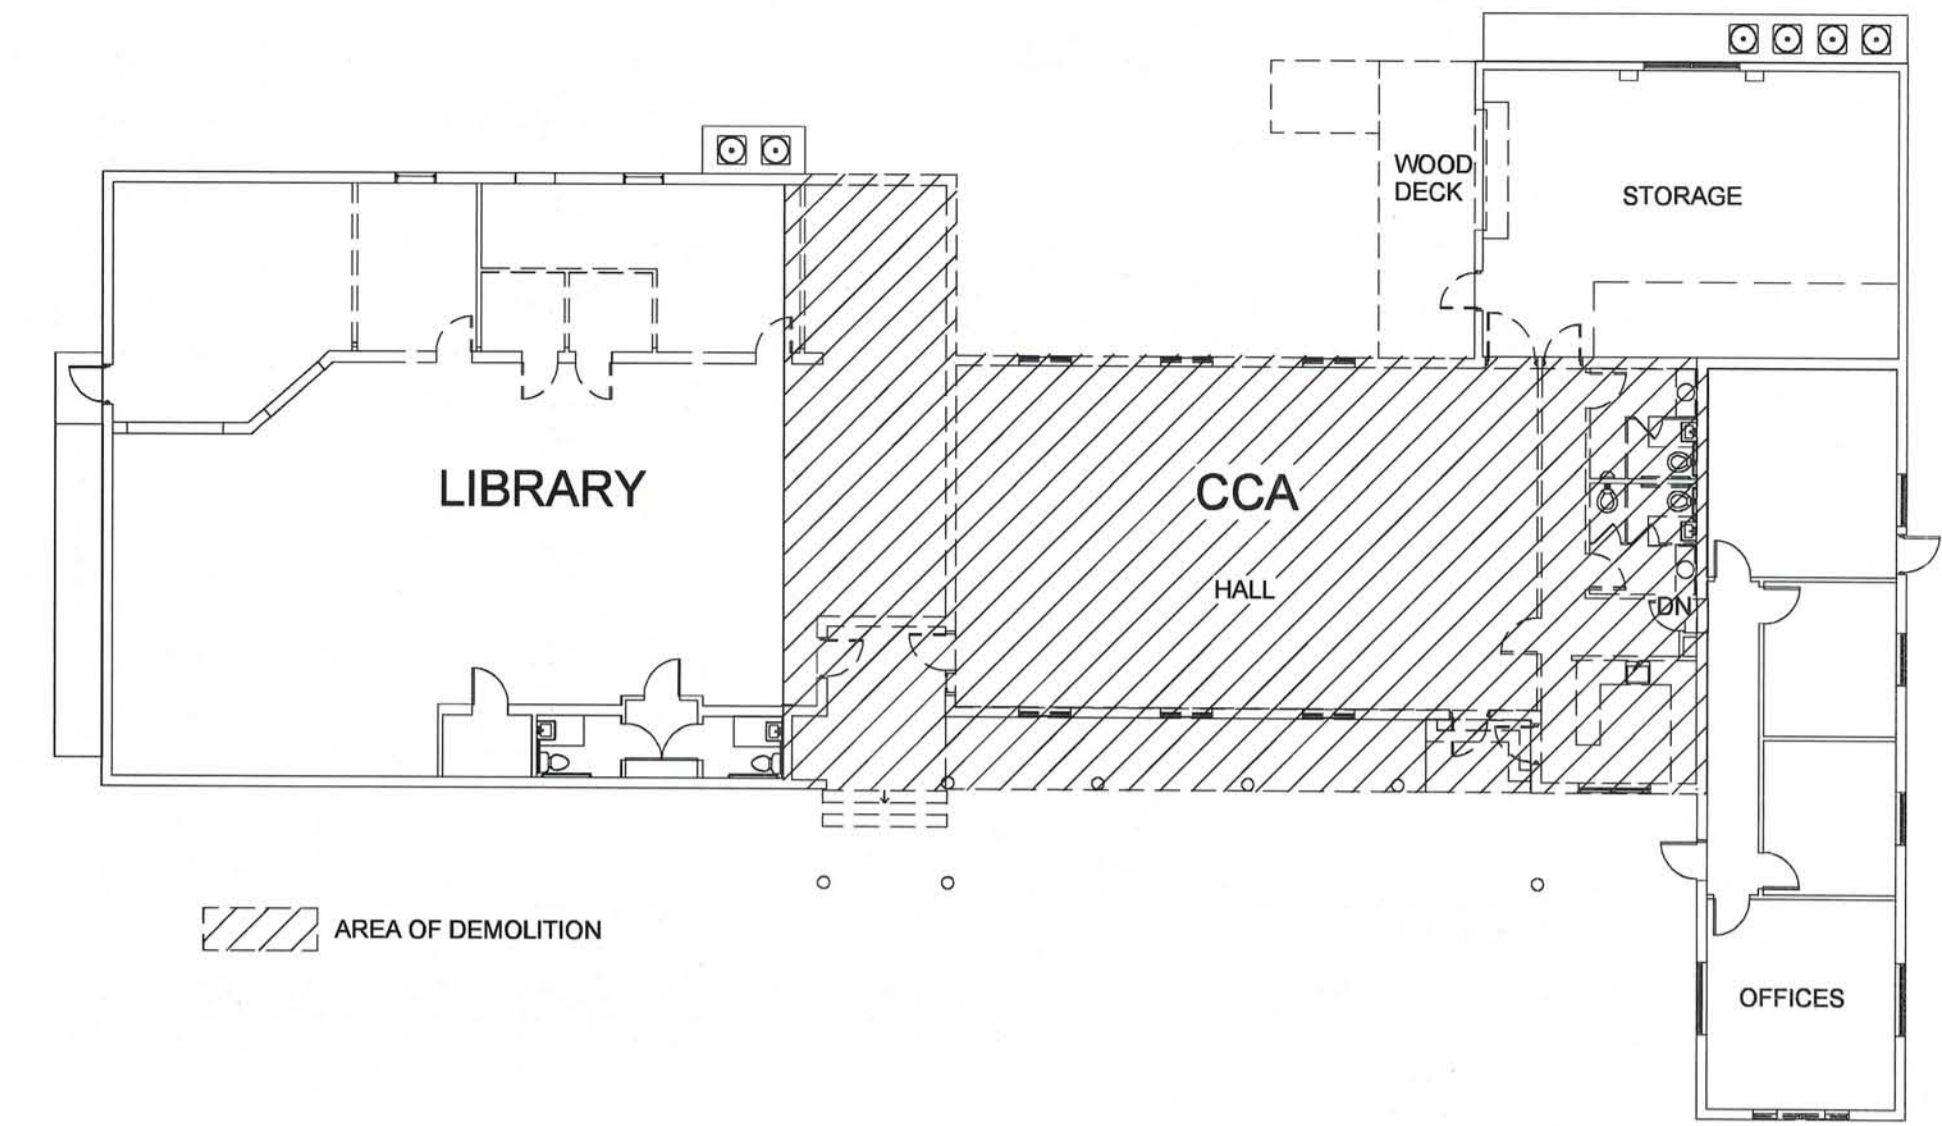 WOOD
DECK
STORAGE
LIBRARY
CCA
HALL
DN
AREA OF DEMOLITION
OFFICES